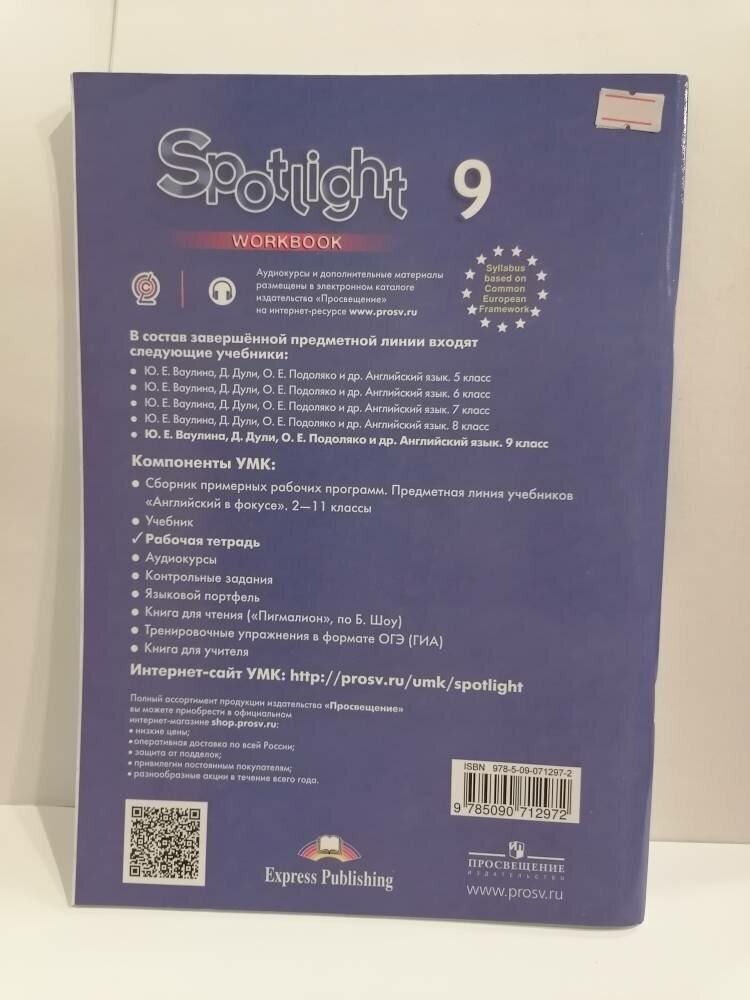 Spotlight 9
WORKBOOK
Аудиокурсы и дополнительные материалы
размещены в электронном каталоге
издательства «Просвещение»
на интернет-ресурсе www.prosv.ru
Syllabus
based on
Common
European
Framework
В состав завершённой предметной линии входят
следующие учебники:
• Ю. Е. Ваулина, Д. Дули, О. Е. Подоляко и др. Английский язык. 5 класс
• Ю. Е. Ваулина, Д. Дули, О. Е. Подоляко и др. Английский язык. 6 класс
• Ю. Е. Ваулина, Д. Дули, О. Е. Подоляко и др. Английский язык. 7 класс
• Ю. Е. Ваулина, Д. Дули, О. Е. Подоляко и др. Английский язык. 8 класс
• Ю. Е. Ваулина, Д. Дули, О. Е. Подоляко и др. Английский язык. 9 класс
Компоненты УМК:
• Сборник примерных рабочих программ. Предметная линия учебников
«Английский в фокусе». 2—11 классы
• Учебник
✓ Рабочая тетрадь
• Аудиокурсы
• Контрольные задания
• Языковой портфель
• Книга для чтения («Пигмалион», по Б. Шоу)
• Тренировочные упражнения в формате ОГЭ (ГИА)
• Книга для учителя
Интернет-сайт УМК: http://prosv.ru/umk/spotlight
Полный ассортимент продукции издательства «Просвещение»
вы можете приобрести в официальном
интернет-магазине shop.prosv.ru:
• низкие цены;
• оперативная доставка по всей России;
• защита от подделок;
• привилегии постоянным покупателям;
• разнообразные акции в течение всего года.
ISBN 978-5-09-071297-2
9 785090 712972
Express Publishing
ПРОСВЕЩЕНИЕ
ИЗДАТЕЛЬСТВО
www.prosv.ru